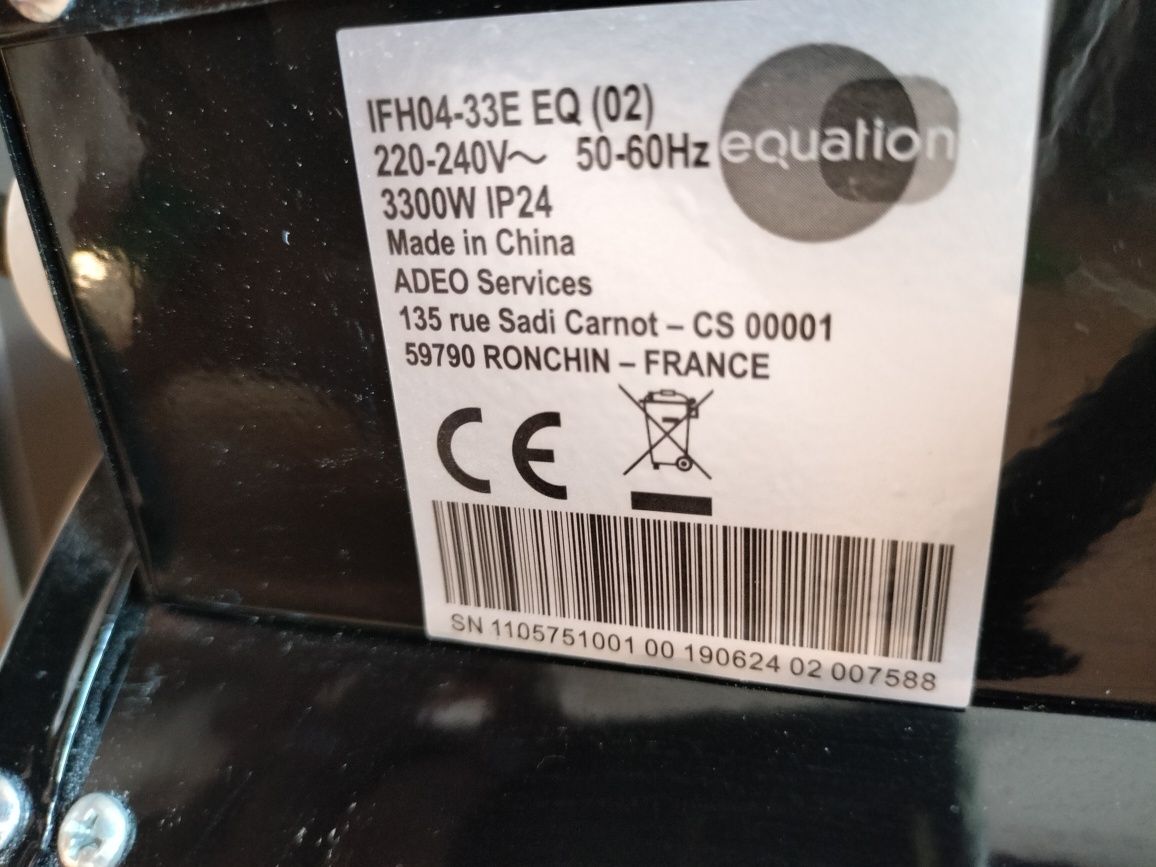 IFH04-33E EQ (02)
220-240V~ 50-60Hz
equation
3300W IP24
Made in China
ADEO Services
135 rue Sadi Carnot – CS 00001
59790 RONCHIN – FRANCE
CE
SN 1105751001 00 190624 02 007588